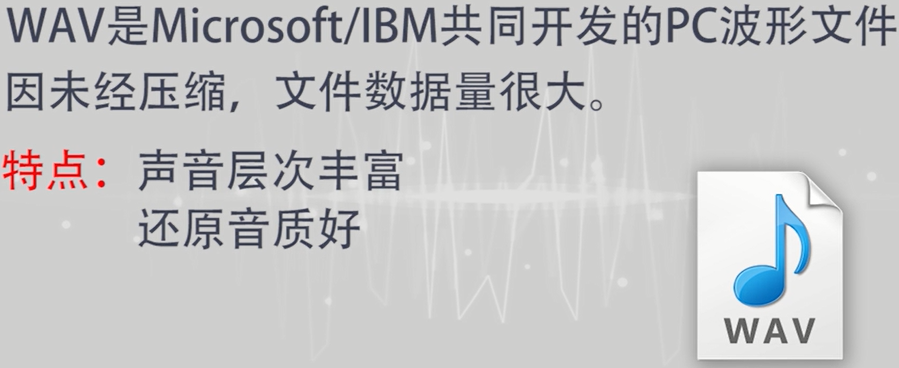 WAV是Microsoft/IBM共同开发的PC波形文件
因未经压缩，文件数据量很大。
特点：声音层次丰富
还原音质好
WAV